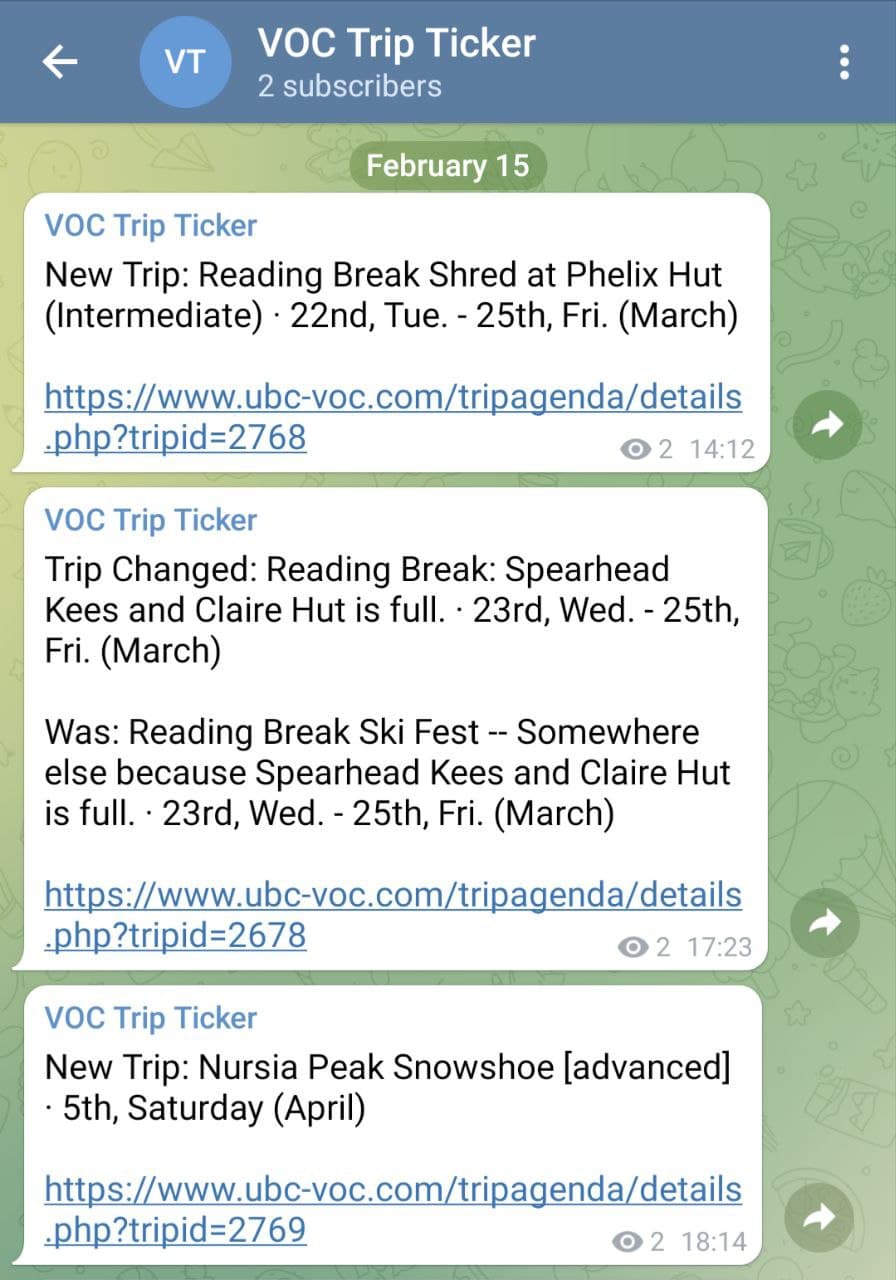 VT
VOC Trip Ticker
2 subscribers
February 15
VOC Trip Ticker
New Trip: Reading Break Shred at Phelix Hut
(Intermediate) · 22nd, Tue. - 25th, Fri. (March)
https://www.ubc-voc.com/tripagenda/details
.php?tripid=2768
2 14:12
VOC Trip Ticker
Trip Changed: Reading Break: Spearhead
Kees and Claire Hut is full. · 23rd, Wed. - 25th,
Fri. (March)
Was: Reading Break Ski Fest -- Somewhere
else because Spearhead Kees and Claire Hut
is full. · 23rd, Wed. - 25th, Fri. (March)
https://www.ubc-voc.com/tripagenda/details
.php?tripid=2678
2 17:23
VOC Trip Ticker
New Trip: Nursia Peak Snowshoe [advanced]
· 5th, Saturday (April)
https://www.ubc-voc.com/tripagenda/details
.php?tripid=2769
2 18:14